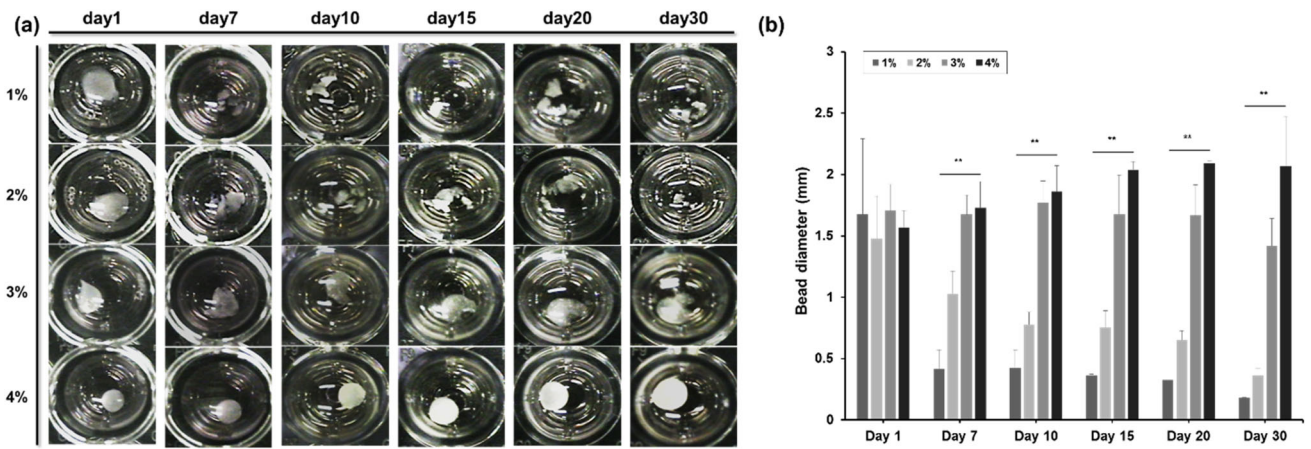 (a)
day1 day7 day10 day15 day20 day30
1%
2%
3%
4%
(b)
Bead diameter (mm)
3
2.5
2
1.5
1
0.5
0
1% 2% 3% 4%
** ** ** ** **
Day 1 Day 7 Day 10 Day 15 Day 20 Day 30